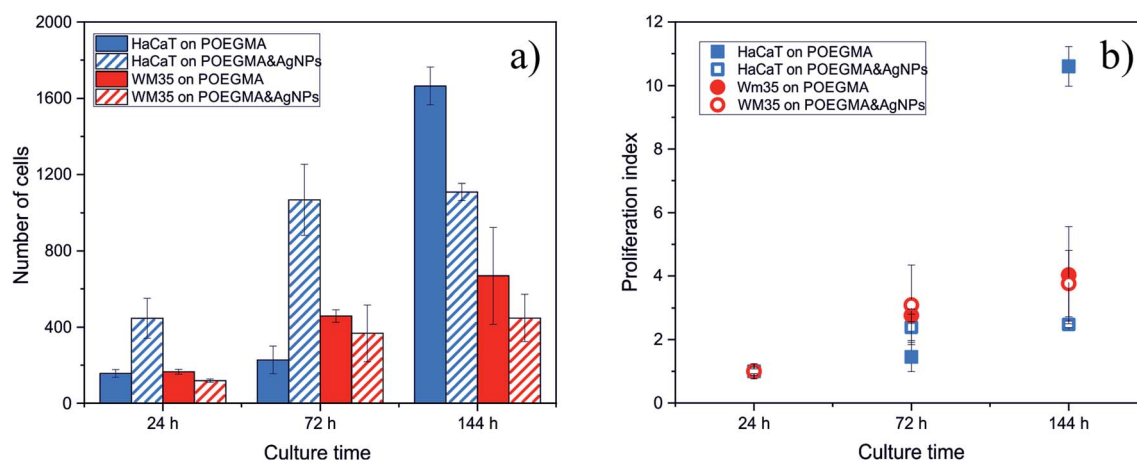 2000
1600
1200
800
400
0
Number of cells
HaCaT on POEGMA
HaCaT on POEGMA&AgNPs
WM35 on POEGMA
WM35 on POEGMA&AgNPs
a)
24 h
72 h
144 h
Culture time
12
10
8
6
4
2
0
Proliferation index
HaCaT on POEGMA
HaCaT on POEGMA&AgNPs
Wm35 on POEGMA
WM35 on POEGMA&AgNPs
b)
24 h
72 h
144 h
Culture time